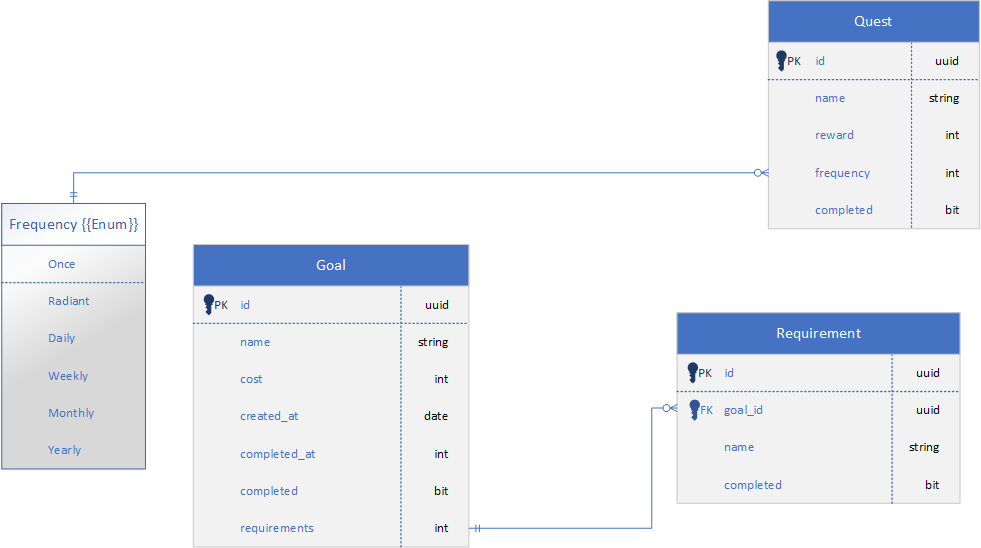 Quest
PK id uuid
name string
reward int
frequency int
completed bit
Frequency {{Enum}}
Once
Radiant
Daily
Weekly
Monthly
Yearly
Goal
PK id uuid
name string
cost int
created_at date
completed_at int
completed bit
requirements int
Requirement
PK id uuid
FK goal_id uuid
name string
completed bit